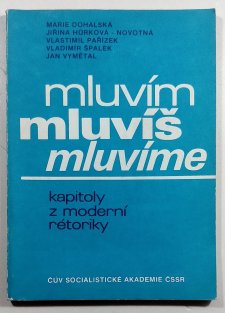 MARIE DOHALSKÁ
JIŘINA HŮRKOVÁ - NOVOTNÁ
VLASTIMIL PAŘÍZEK
VLADIMÍR ŠPALEK
JAN VYMĚTAL
mluvím
mluvíš
mluvíme
kapitoly
z moderní
rétoriky
ÚUV SOCIALISTICKÉ AKADEMIE ČSSR